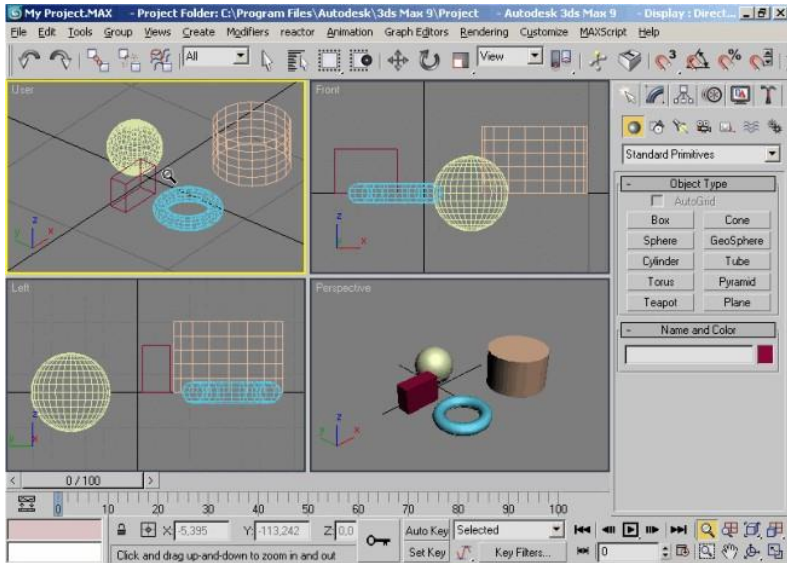 My Project.MAX - Project Folder: C:\Program Files\Autodesk\3ds Max 9\Project - Autodesk 3ds Max 9 - Display : Direct...
File Edit Tools Group Views Create Modifiers reactor Animation Graph Editors Rendering Customize MAXScript Help
All View
User Front
Standard Primitives
Object Type
AutoGrid
Box Cone
Sphere GeoSphere
Cylinder Tube
Torus Pyramid
Teapot Plane
Left Perspective
Name and Color
0 / 100
0 10 20 30 40 50 60 70 80 90 100
X: -5,395 Y: -113,242 Z: 0,0 Auto Key Selected
Click and drag up-and-down to zoom in and out Set Key Key Filters... 0